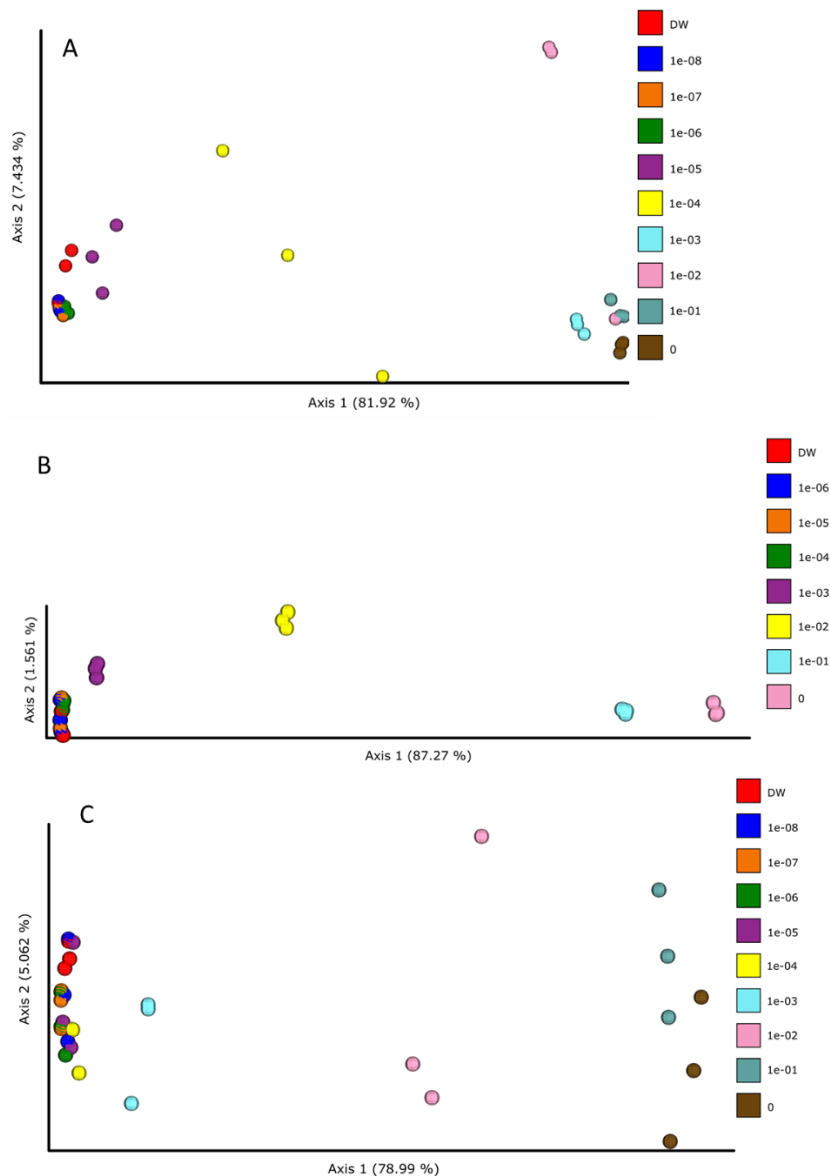 A
DW
1e-08
1e-07
1e-06
1e-05
1e-04
1e-03
1e-02
1e-01
0
Axis 2 (7.434 %)
Axis 1 (81.92 %)
B
DW
1e-06
1e-05
1e-04
1e-03
1e-02
1e-01
0
Axis 2 (1.561 %)
Axis 1 (87.27 %)
C
DW
1e-08
1e-07
1e-06
1e-05
1e-04
1e-03
1e-02
1e-01
0
Axis 2 (5.062 %)
Axis 1 (78.99 %)